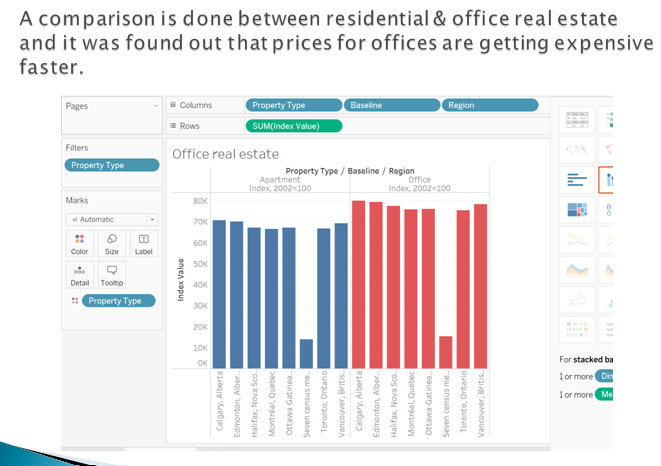 A comparison is done between residential & office real estate
and it was found out that prices for offices are getting expensive
faster.
Pages
Columns
Property Type
Baseline
Region
Rows
SUM(Index Value)
Filters
Property Type
Marks
Automatic
Color
Size
Label
Detail
Tooltip
Property Type
Office real estate
Property Type / Baseline / Region
Apartment
Office
Index, 2002=100
Index, 2002=100
Index Value
80K
70K
60K
50K
40K
30K
20K
10K
0K
Calgary, Alberta
Edmonton, Alber..
Halifax, Nova Sco..
Montréal, Quebec
Ottawa-Gatinea..
Seven census me..
Toronto, Ontario
Vancouver, Britis..
Calgary, Alberta
Edmonton, Alber..
Halifax, Nova Sco..
Montréal, Quebec
Ottawa-Gatinea..
Seven census me..
Toronto, Ontario
Vancouver, Britis..
For stacked ba
1 or more Din
1 or more Me